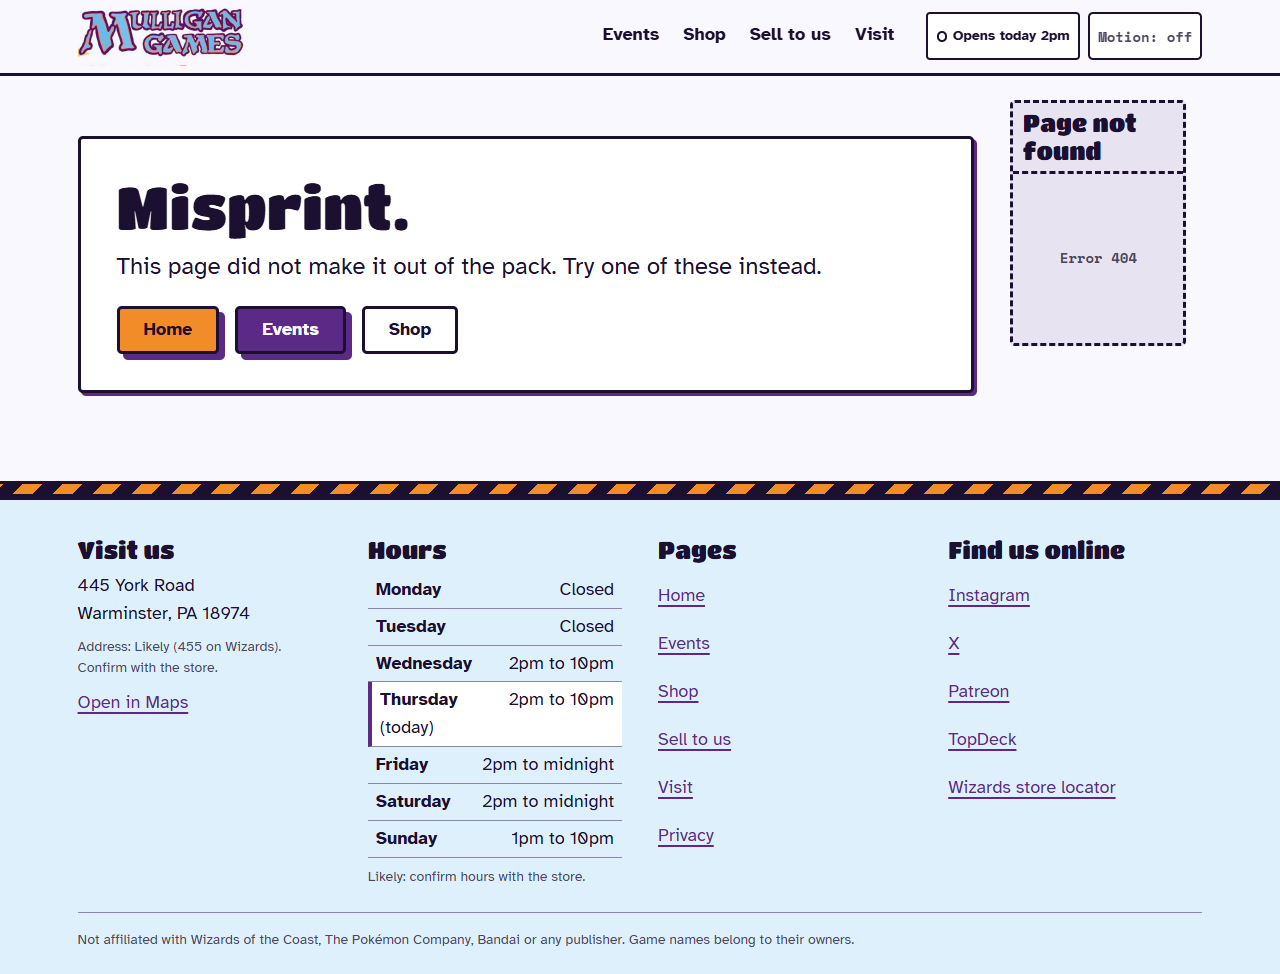 MULLIGAN
GAMES
Events
Shop
Sell to us
Visit
Opens today 2pm
Motion: off
Misprint.
This page did not make it out of the pack. Try one of these instead.
Home
Events
Shop
Page not
found
Error 404
Visit us
445 York Road
Warminster, PA 18974
Address: Likely (455 on Wizards).
Confirm with the store.
Open in Maps
Hours
Monday Closed
Tuesday Closed
Wednesday 2pm to 10pm
Thursday 2pm to 10pm
(today)
Friday 2pm to midnight
Saturday 2pm to midnight
Sunday 1pm to 10pm
Likely: confirm hours with the store.
Pages
Home
Events
Shop
Sell to us
Visit
Privacy
Find us online
Instagram
X
Patreon
TopDeck
Wizards store locator
Not affiliated with Wizards of the Coast, The Pokémon Company, Bandai or any publisher. Game names belong to their owners.